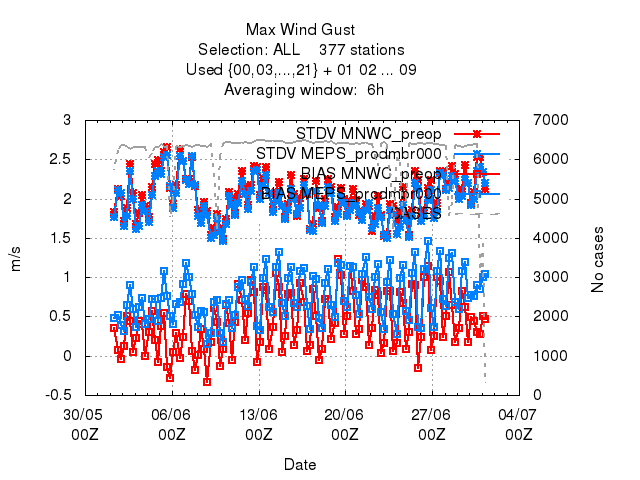 Max Wind Gust
Selection: ALL 377 stations
Used {00,03,...,21} + 01 02 ... 09
Averaging window: 6h
3
2.5
2
1.5
1
0.5
0
-0.5
m/s
7000
6000
5000
4000
3000
2000
1000
0
No cases
STDV MNWC_preop
STDV MEPS_prodmbr000
BIAS MNWC_preop
BIAS MEPS_prodmbr000
CASES
30/05 06/06 13/06 20/06 27/06 04/07
00Z 00Z 00Z 00Z 00Z 00Z
Date